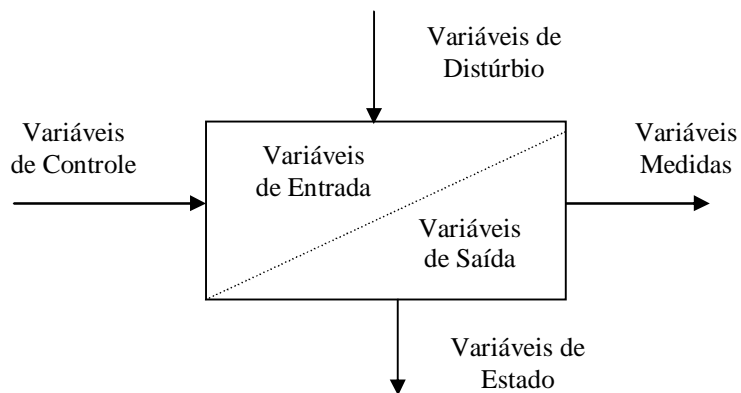 Variáveis de
Distúrbio
Variáveis
de Controle
Variáveis
de Entrada
Variáveis
Medidas
Variáveis
de Saída
Variáveis de
Estado